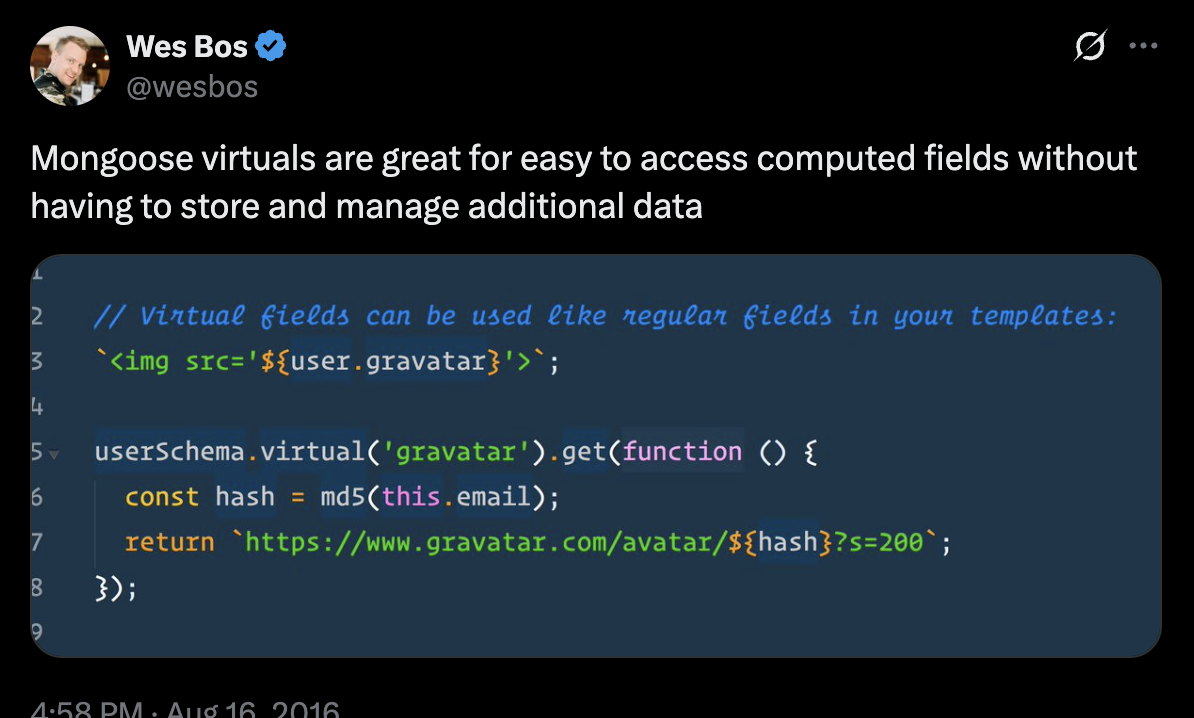 Wes Bos
@wesbos
Mongoose virtuals are great for easy to access computed fields without
having to store and manage additional data
1
2 // Virtual fields can be used like regular fields in your templates:
3 `<img src='${user.gravatar}'>`;
4
5 userSchema.virtual('gravatar').get(function () {
6 const hash = md5(this.email);
7 return `https://www.gravatar.com/avatar/${hash}?s=200`;
8 });
9
4:58 PM · Aug 16, 2016